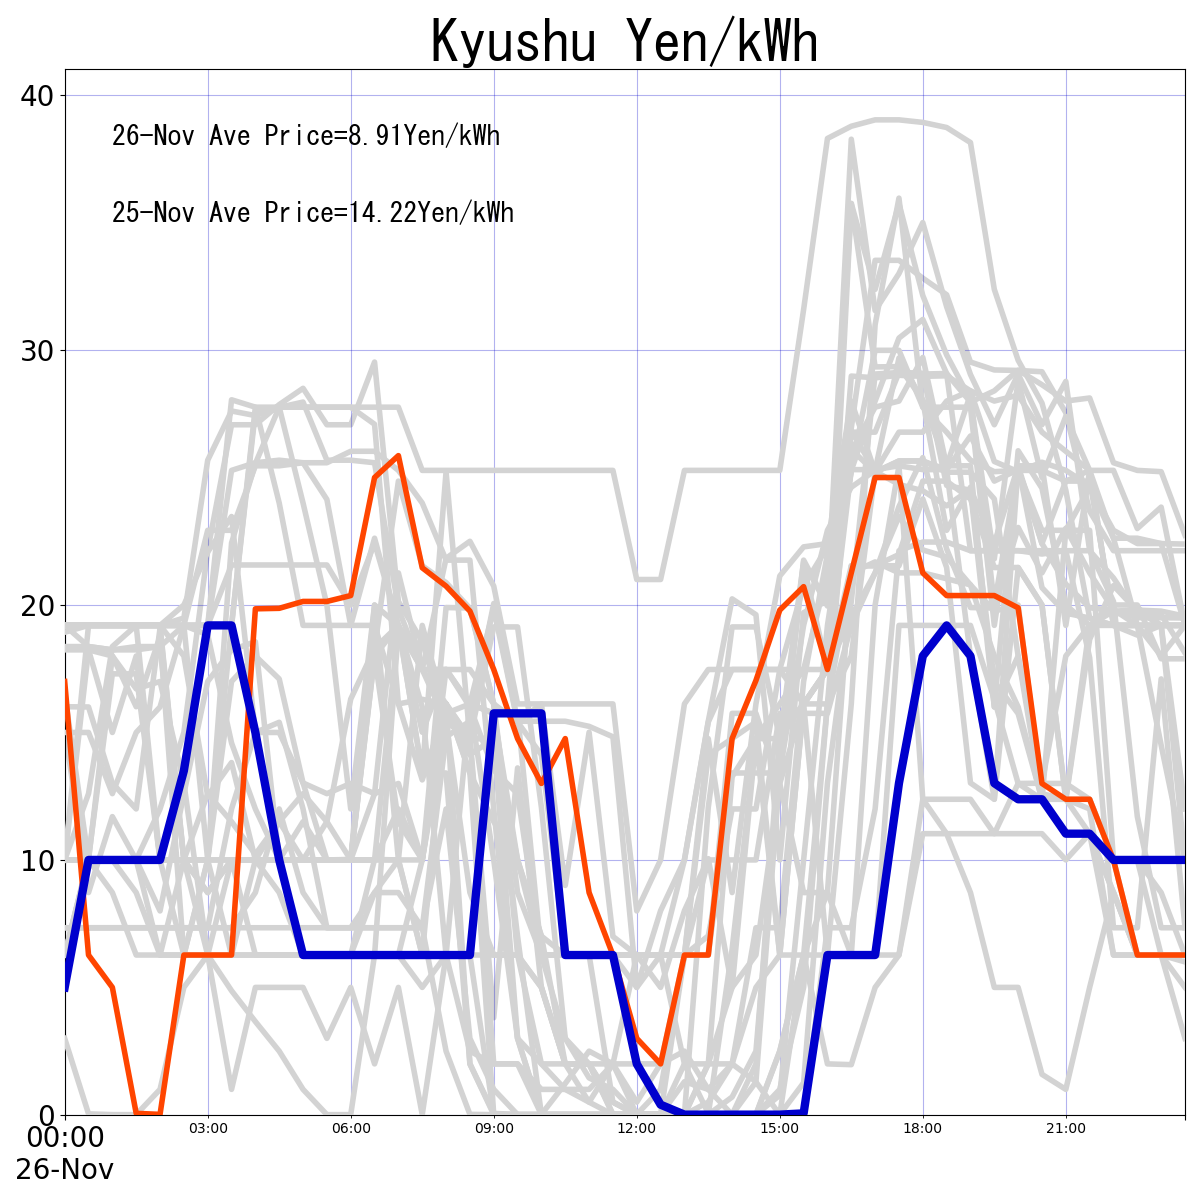 Kyushu Yen/kWh
40
26-Nov Ave Price=8.91Yen/kWh
25-Nov Ave Price=14.22Yen/kWh
30
20
10
0
00:00 03:00 06:00 09:00 12:00 15:00 18:00 21:00
26-Nov